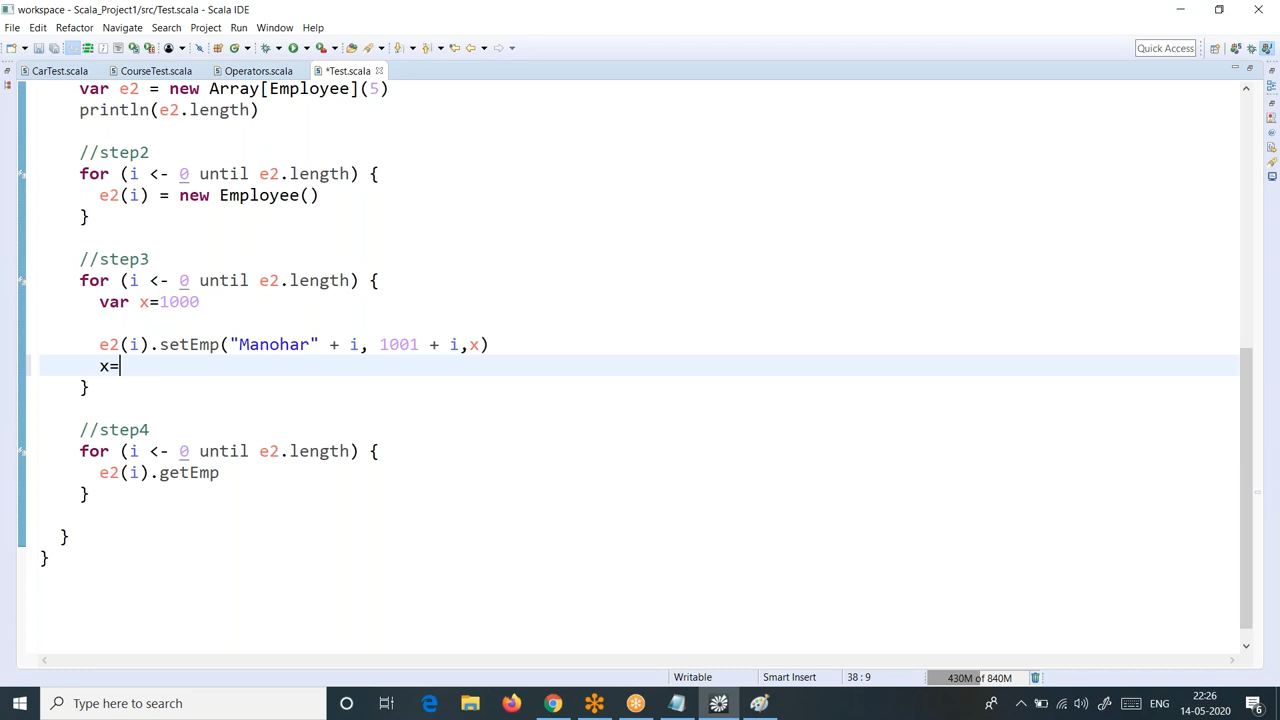 workspace - Scala_Project1/src/Test.scala - Scala IDE
File Edit Refactor Navigate Search Project Run Window Help
Quick Access
CarTest.scala CourseTest.scala Operators.scala *Test.scala
var e2 = new Array[Employee](5)
println(e2.length)
//step2
for (i <- 0 until e2.length) {
e2(i) = new Employee()
}
//step3
for (i <- 0 until e2.length) {
var x=1000
e2(i).setEmp("Manohar" + i, 1001 + i,x)
x=
}
//step4
for (i <- 0 until e2.length) {
e2(i).getEmp
}
}
}
Writable Smart Insert 38 : 9 430M of 840M
Type here to search
ENG
22:26
14-05-2020
6